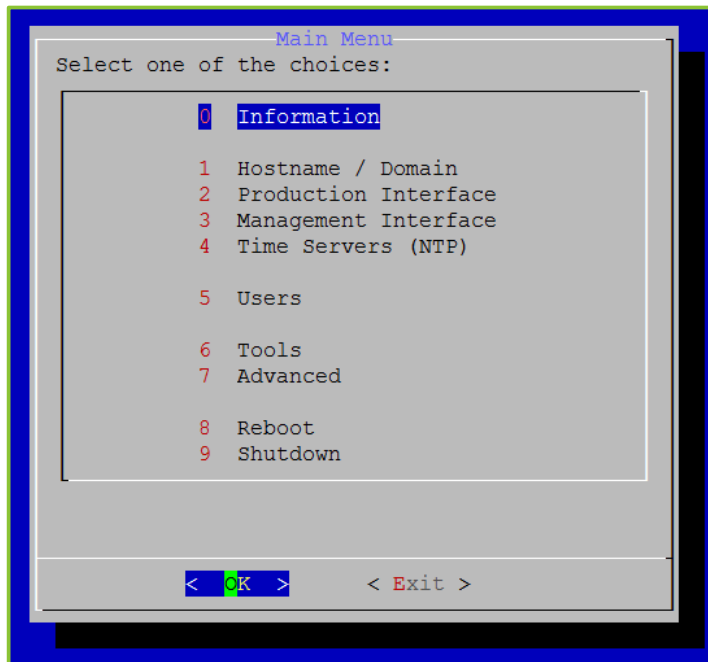 Main Menu
Select one of the choices:
0 Information
1 Hostname / Domain
2 Production Interface
3 Management Interface
4 Time Servers (NTP)
5 Users
6 Tools
7 Advanced
8 Reboot
9 Shutdown
< OK > < Exit >